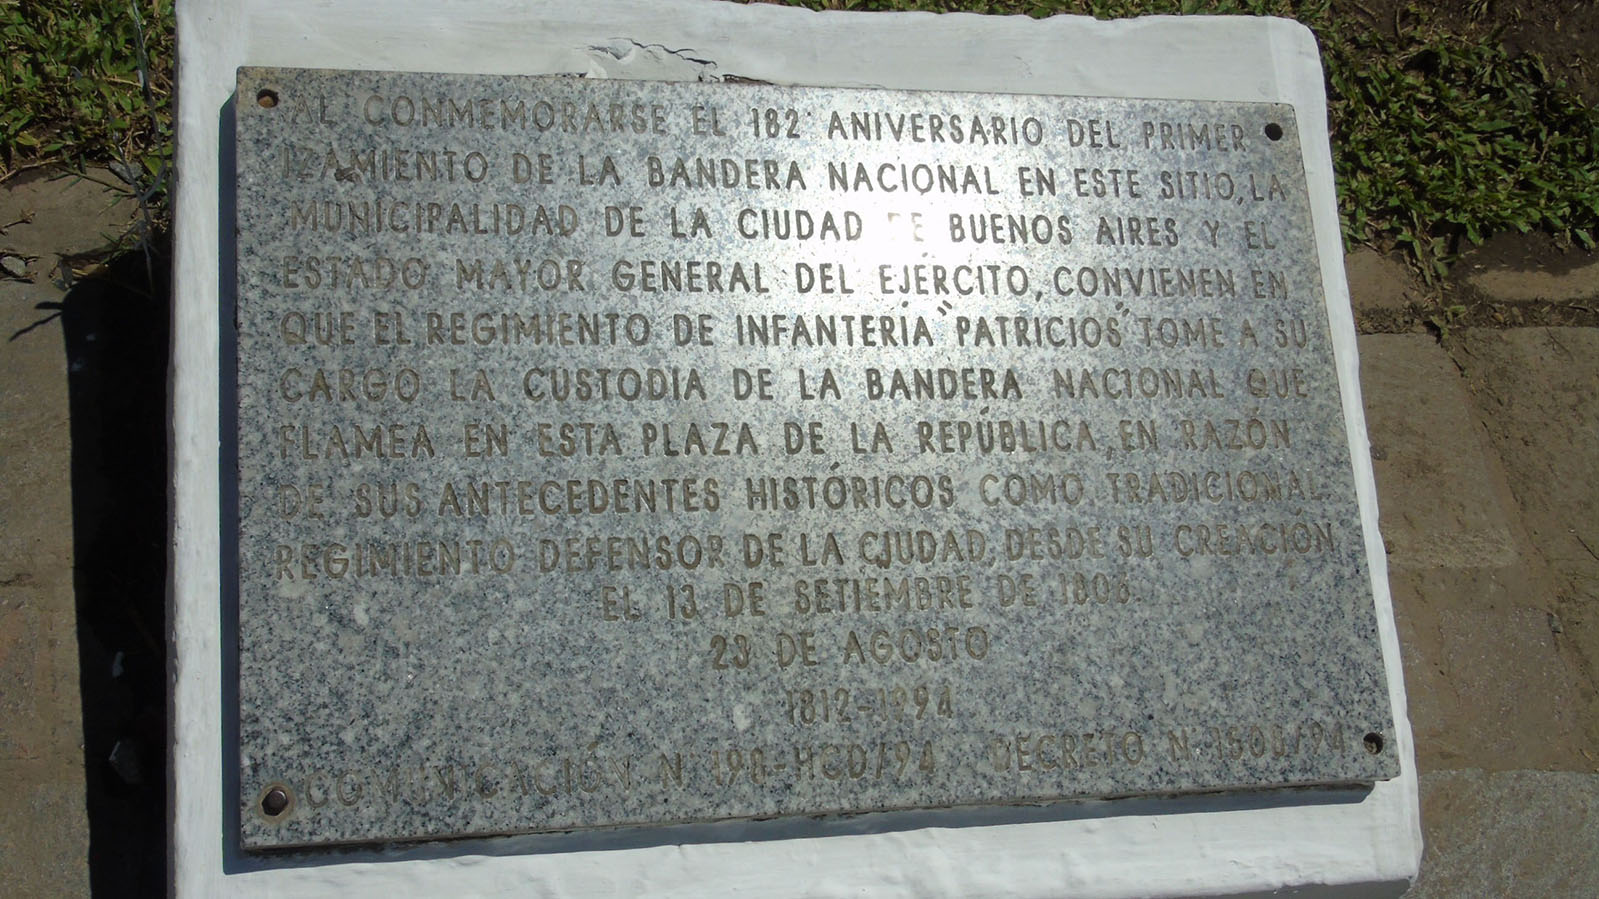 AL CONMEMORARSE EL 182° ANIVERSARIO DEL PRIMER
IZAMIENTO DE LA BANDERA NACIONAL EN ESTE SITIO, LA
MUNICIPALIDAD DE LA CIUDAD DE BUENOS AIRES Y EL
ESTADO MAYOR GENERAL DEL EJÉRCITO, CONVIENEN EN
QUE EL REGIMIENTO DE INFANTERÍA "PATRICIOS" TOME A SU
CARGO LA CUSTODIA DE LA BANDERA NACIONAL QUE
FLAMEA EN ESTA PLAZA DE LA REPÚBLICA, EN RAZÓN
DE SUS ANTECEDENTES HISTÓRICOS COMO TRADICIONAL
REGIMIENTO DEFENSOR DE LA CIUDAD, DESDE SU CREACIÓN
EL 13 DE SETIEMBRE DE 1806.
23 DE AGOSTO
1812-1994
COMUNICACIÓN N° 198-HCD/94 DECRETO N°